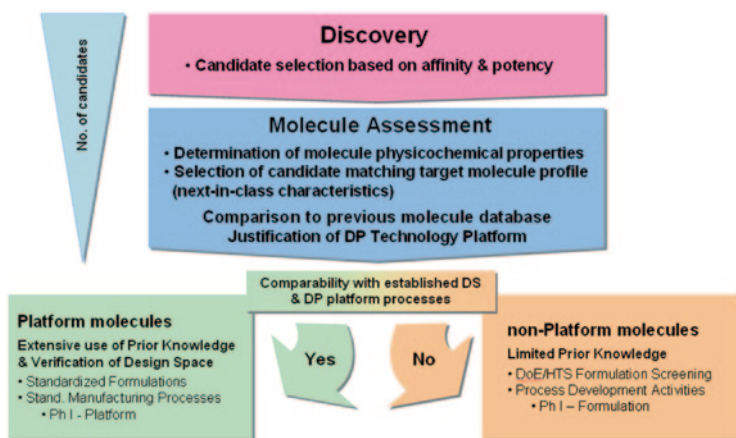 No. of candidates
Discovery
• Candidate selection based on affinity & potency
Molecule Assessment
• Determination of molecule physicochemical properties
• Selection of candidate matching target molecule profile
(next-in-class characteristics)
Comparison to previous molecule database
Justification of DP Technology Platform
Comparability with established DS
& DP platform processes
Platform molecules
Extensive use of Prior Knowledge
& Verification of Design Space
• Standardized Formulations
• Stand. Manufacturing Processes
• Ph I - Platform
Yes
No
non-Platform molecules
Limited Prior Knowledge
• DoE/HTS Formulation Screening
• Process Development Activities
• Ph I – Formulation